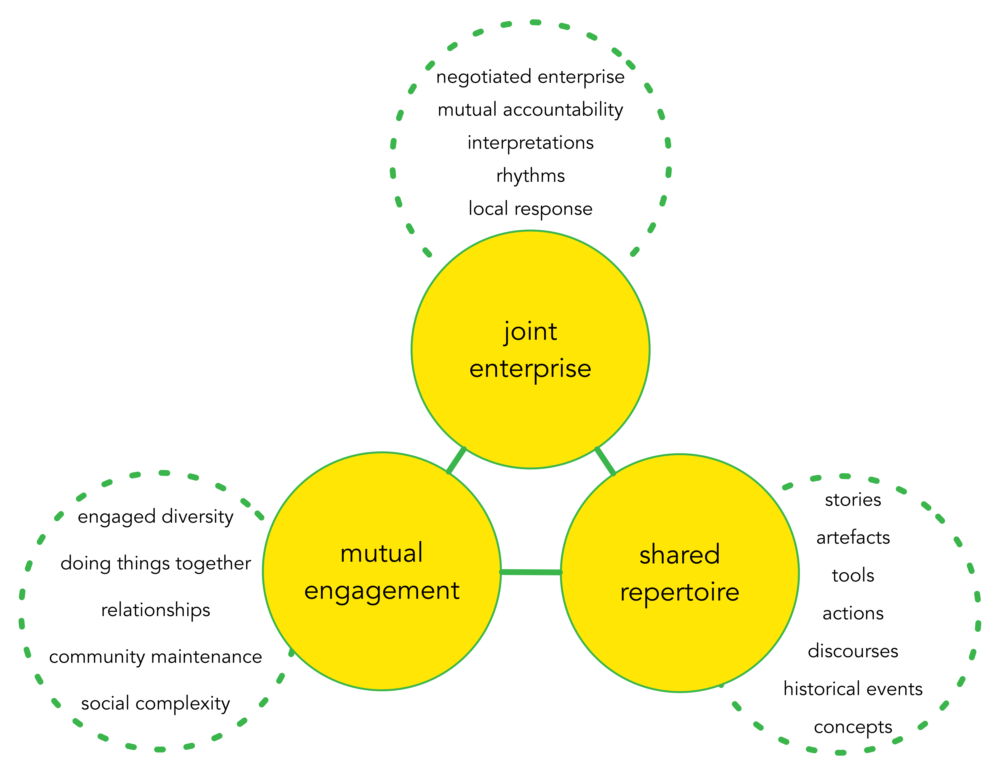 negotiated enterprise
mutual accountability
interpretations
rhythms
local response
joint
enterprise
engaged diversity
doing things together
relationships
community maintenance
social complexity
mutual
engagement
shared
repertoire
stories
artefacts
tools
actions
discourses
historical events
concepts